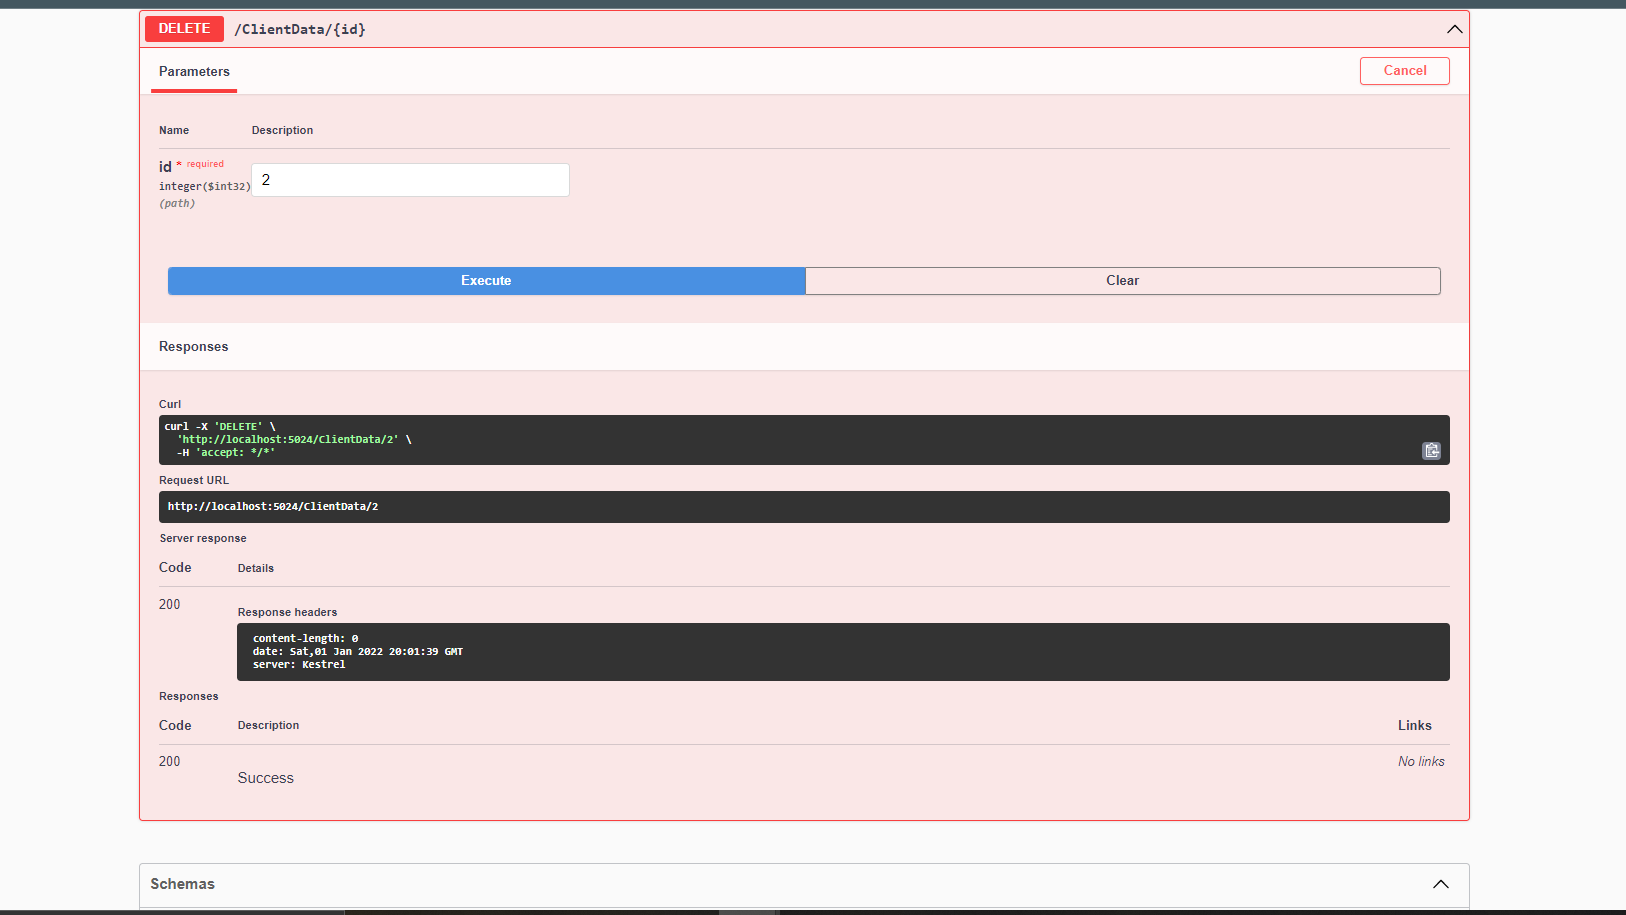 DELETE /ClientData/{id}
Parameters
Cancel
Name Description
id * required
integer($int32)
(path)
2
Execute Clear
Responses
Curl
curl -X 'DELETE' \
'http://localhost:5024/ClientData/2' \
-H 'accept: */*'
Request URL
http://localhost:5024/ClientData/2
Server response
Code Details
200
Response headers
content-length: 0
date: Sat,01 Jan 2022 20:01:39 GMT
server: Kestrel
Responses
Code Description Links
200 No links
Success
Schemas